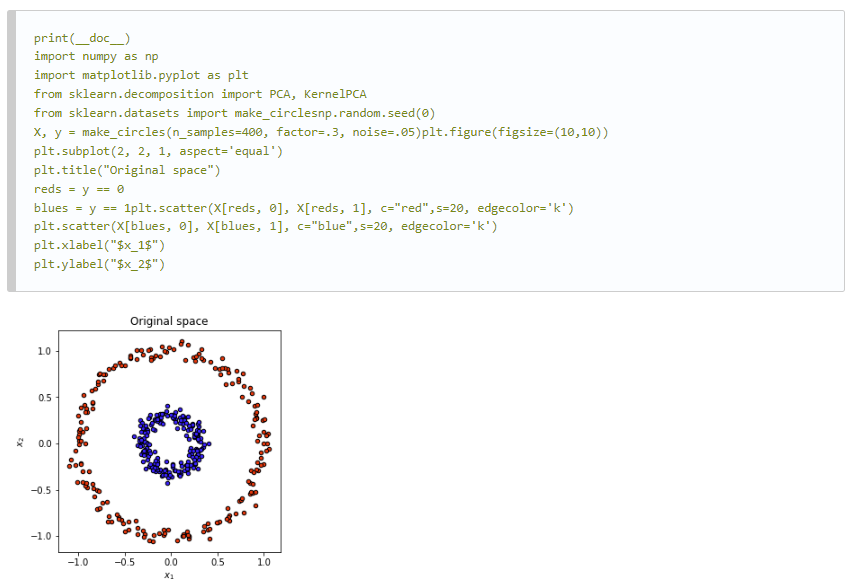 print(__doc__)
import numpy as np
import matplotlib.pyplot as plt
from sklearn.decomposition import PCA, KernelPCA
from sklearn.datasets import make_circlesnp.random.seed(0)
X, y = make_circles(n_samples=400, factor=.3, noise=.05)plt.figure(figsize=(10,10))
plt.subplot(2, 2, 1, aspect='equal')
plt.title("Original space")
reds = y == 0
blues = y == 1plt.scatter(X[reds, 0], X[reds, 1], c="red",s=20, edgecolor='k')
plt.scatter(X[blues, 0], X[blues, 1], c="blue",s=20, edgecolor='k')
plt.xlabel("$x_1$")
plt.ylabel("$x_2$")
Original space
1.0
0.5
0.0
−0.5
−1.0
x₂
−1.0 −0.5 0.0 0.5 1.0
x₁